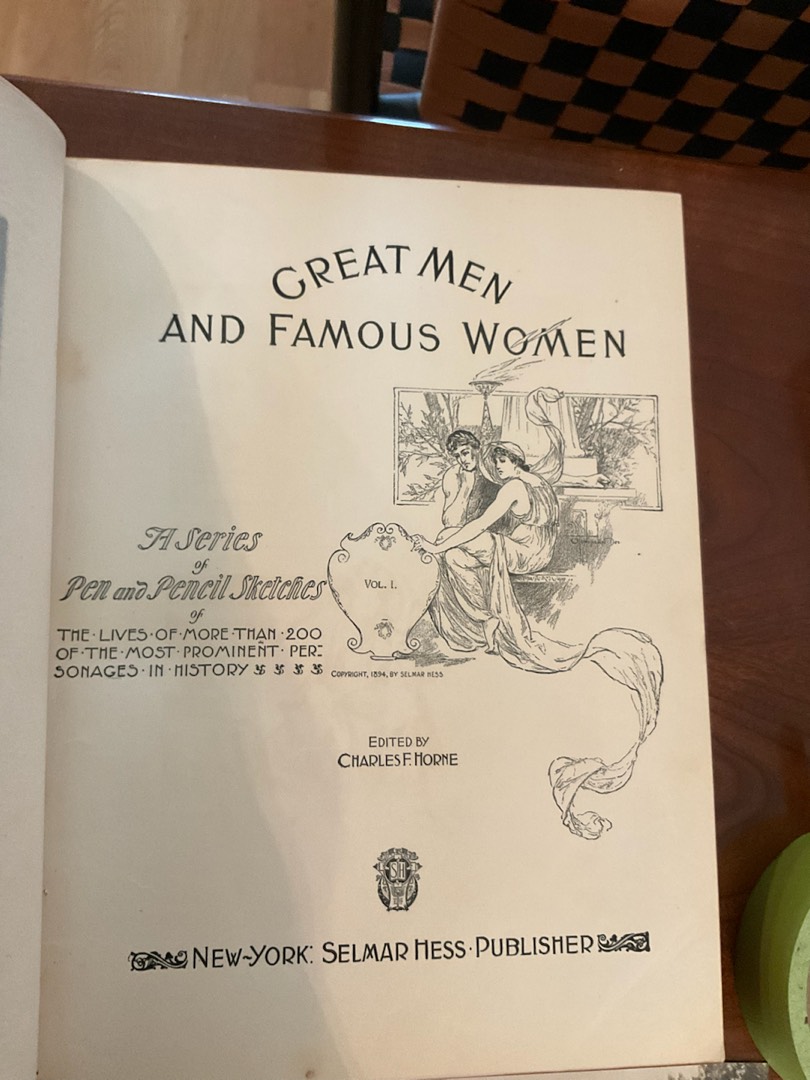 GREAT MEN
AND FAMOUS WOMEN
A Series
of
Pen and Pencil Sketches
of
THE·LIVES·OF·MORE·THAN·200
OF·THE·MOST·PROMINENT·PER=
SONAGES·IN·HISTORY
VOL. I.
COPYRIGHT, 1894, BY SELMAR HESS
EDITED BY
CHARLES F. HORNE
SH
NEW~YORK: SELMAR HESS·PUBLISHER